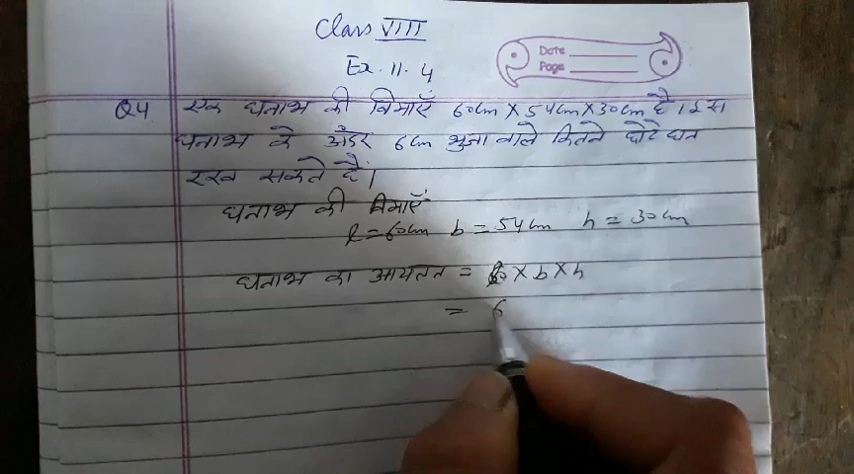 Class VIII
Date
Page
Ex. 11.4
Q4 एक घनाभ की विमाएँ 60cm × 54cm × 30cm है। इस
घनाभ के अंदर 6cm भुजा वाले कितने छोटे घन
रख सकते हैं।
घनाभ की विमाएँ
l = 60cm b = 54cm h = 30cm
घनाभ का आयतन = l × b × h
= 6